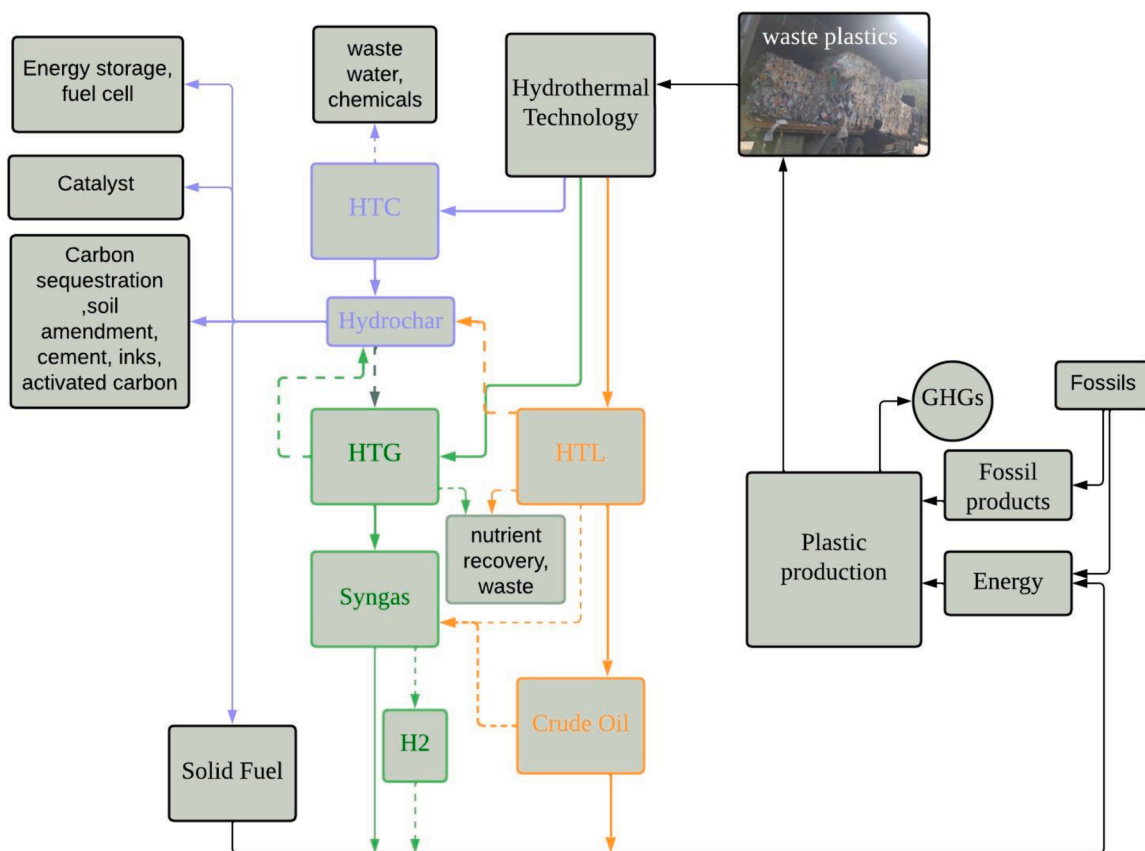 Energy storage,
fuel cell
waste
water,
chemicals
Hydrothermal
Technology
waste plastics
Catalyst
HTC
Carbon
sequestration
,soil
amendment,
cement, inks,
activated carbon
Hydrochar
GHGs
Fossils
HTG
HTL
Fossil
products
nutrient
recovery,
waste
Plastic
production
Energy
Syngas
Crude Oil
H2
Solid Fuel